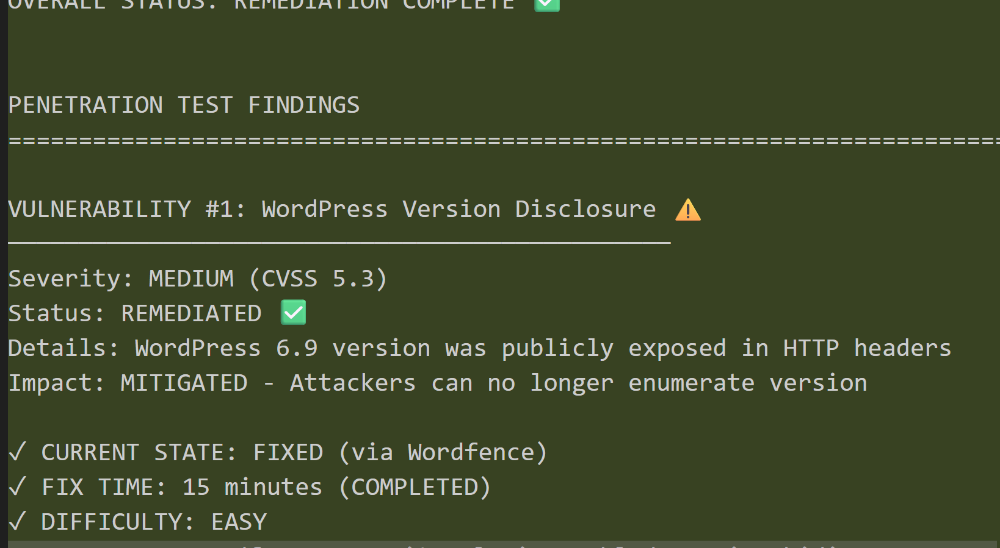 OVERALL STATUS: REMEDIATION COMPLETE ✅
PENETRATION TEST FINDINGS
=======================================================================
VULNERABILITY #1: WordPress Version Disclosure ⚠️
───────────────────────────────────────────────
Severity: MEDIUM (CVSS 5.3)
Status: REMEDIATED ✅
Details: WordPress 6.9 version was publicly exposed in HTTP headers
Impact: MITIGATED - Attackers can no longer enumerate version
✓ CURRENT STATE: FIXED (via Wordfence)
✓ FIX TIME: 15 minutes (COMPLETED)
✓ DIFFICULTY: EASY